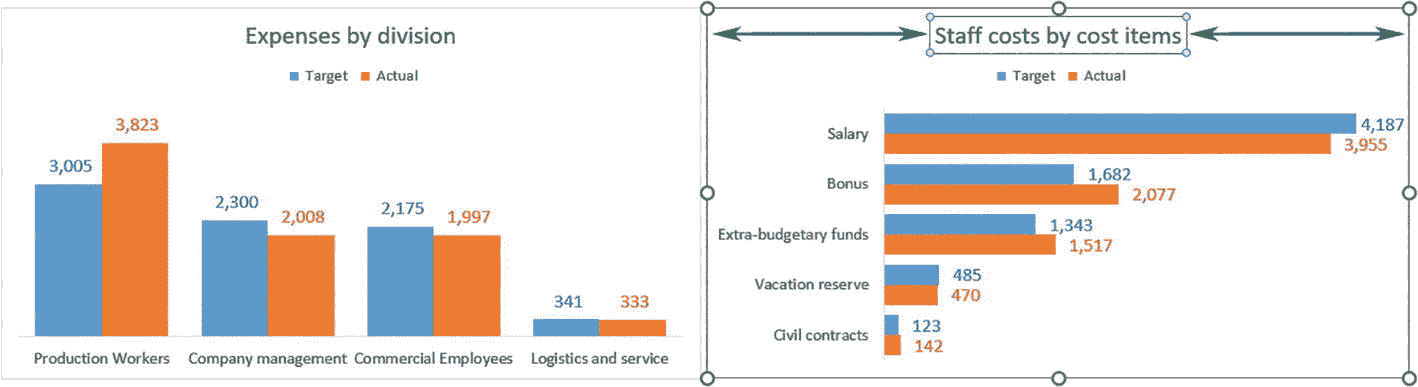 Expenses by division
Target Actual
3,005
3,823
2,300
2,008
2,175
1,997
341
333
Production Workers
Company management
Commercial Employees
Logistics and service
Staff costs by cost items
Target Actual
Salary
4,187
3,955
Bonus
1,682
2,077
Extra-budgetary funds
1,343
1,517
Vacation reserve
485
470
Civil contracts
123
142